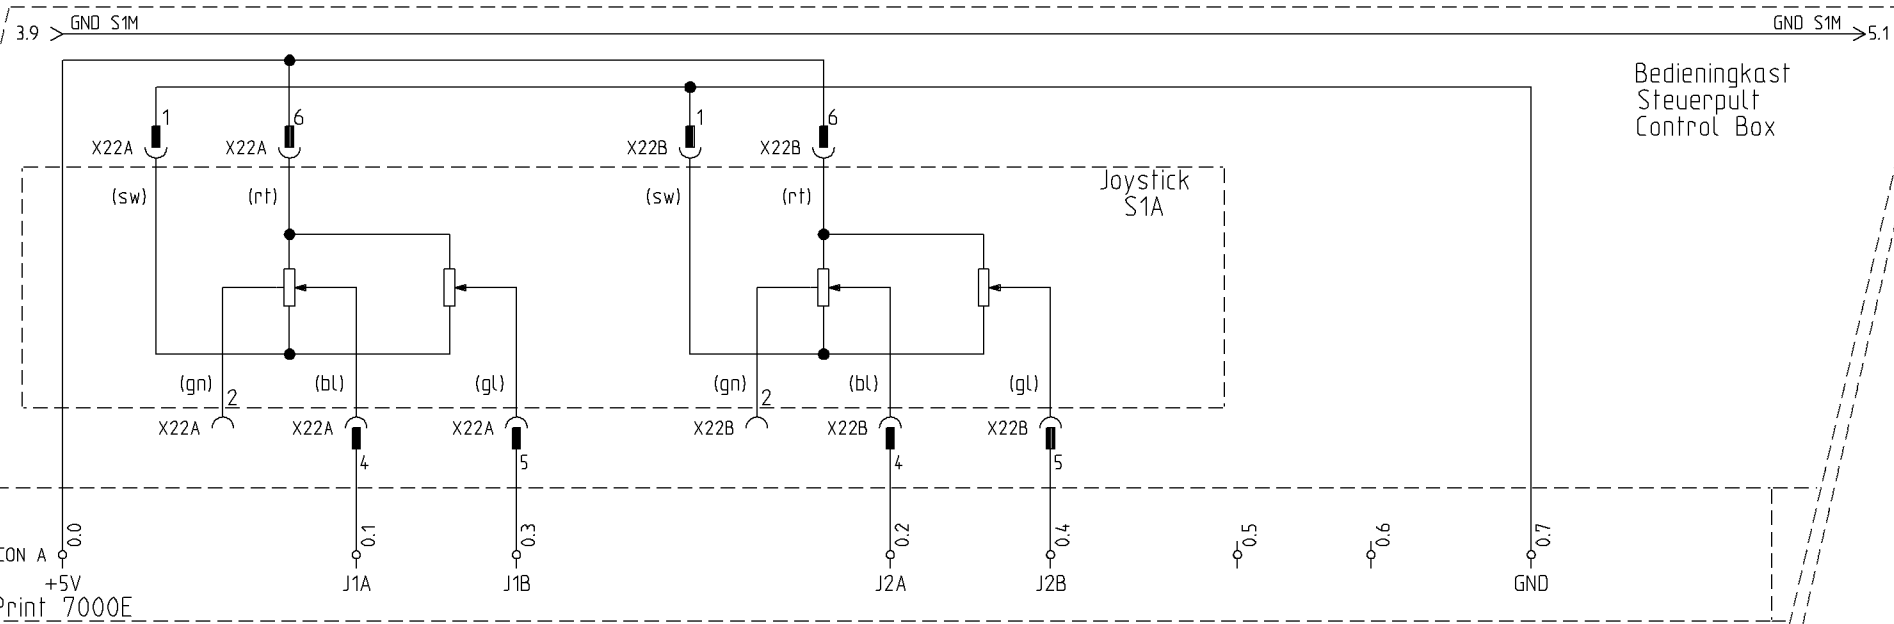 GND S1M GND S1M
3.9 5.1
Bedieningkast
Steuerpult
Control Box
1 6 1 6
X22A X22A X22B X22B
Joystick
S1A
(sw) (rt) (sw) (rt)
(gn) (bl) (gl) (gn) (bl) (gl)
2 2
X22A X22A X22A X22B X22B X22B
4 5 4 5
0.0 0.1 0.3 0.2 0.4 0.5 0.6 0.7
CON A
+5V J1A J1B J2A J2B GND
Print 7000E